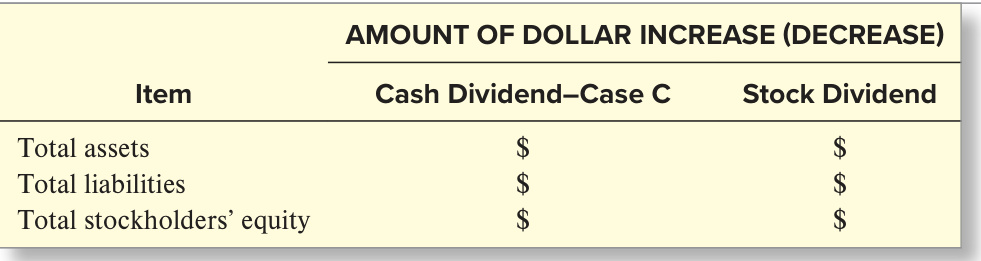 AMOUNT OF DOLLAR INCREASE (DECREASE)
Item Cash Dividend–Case C Stock Dividend
Total assets $ $
Total liabilities $ $
Total stockholders’ equity $ $